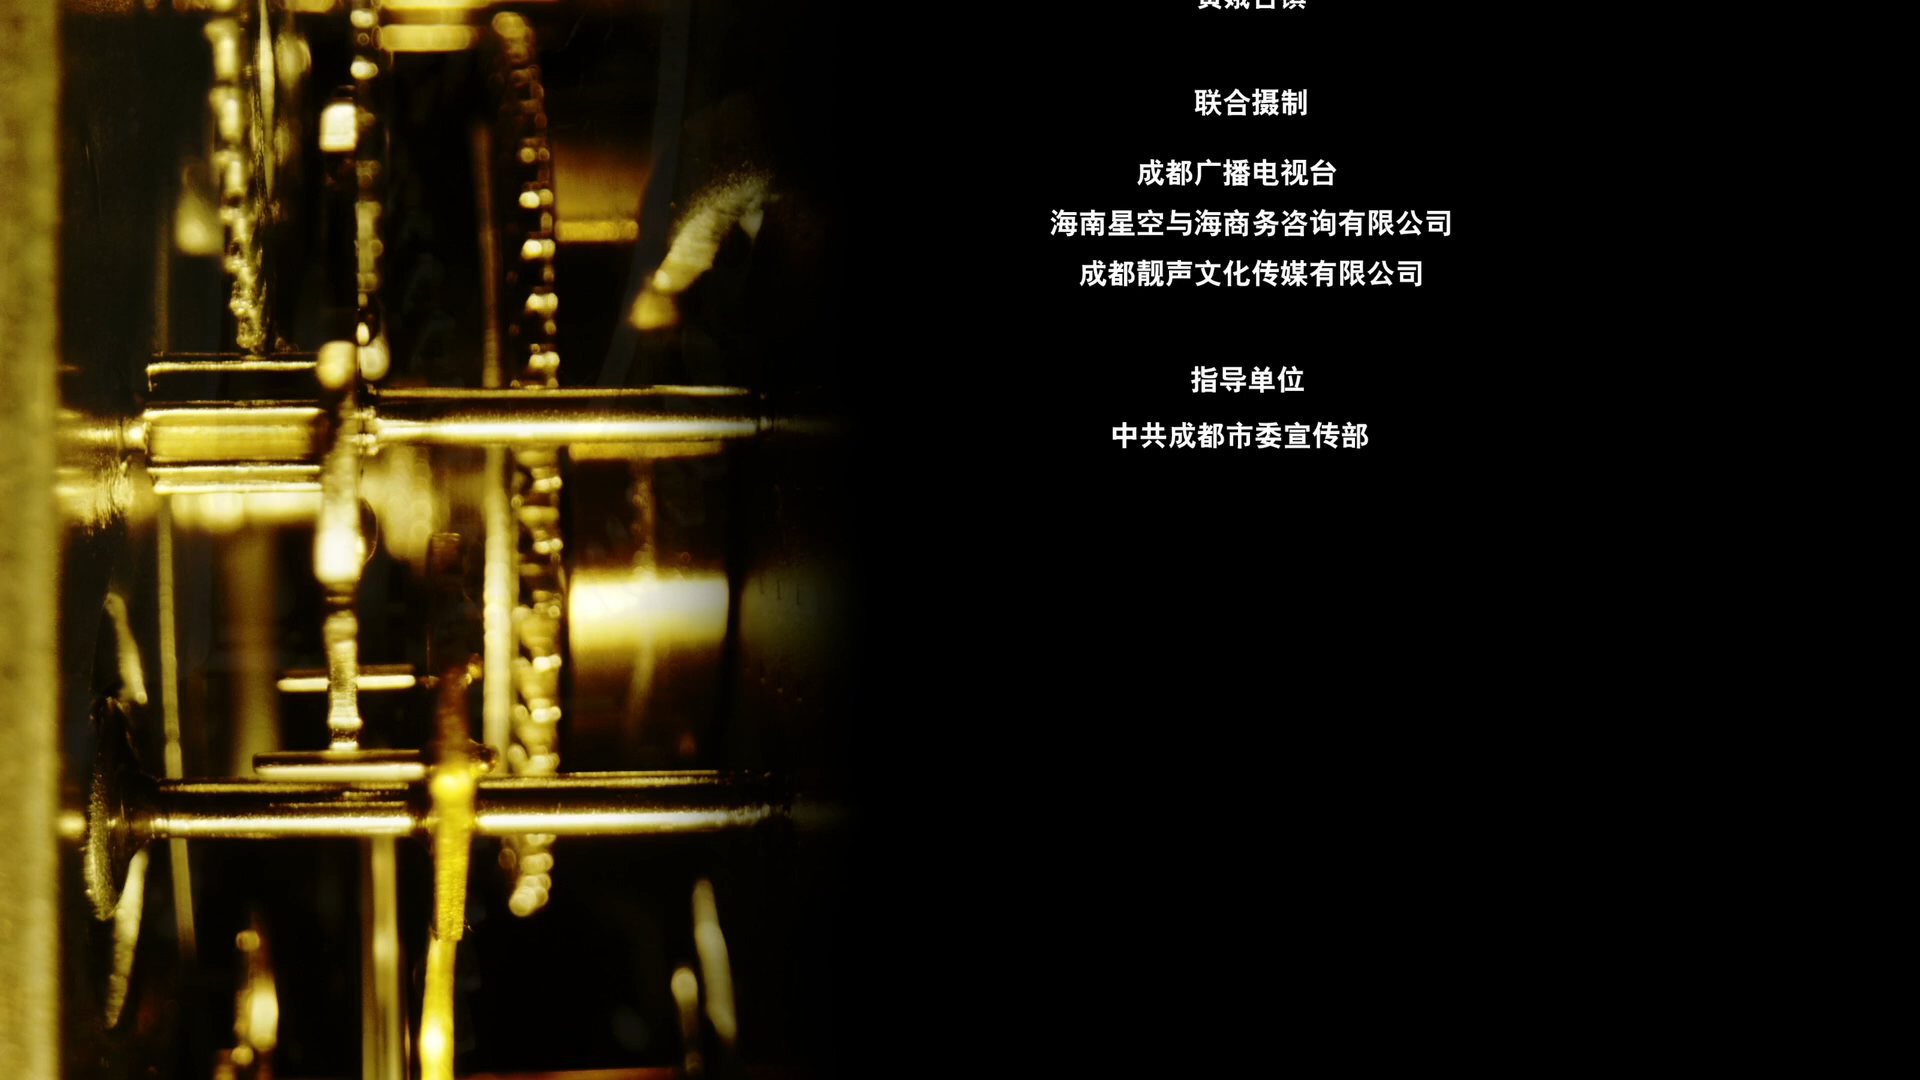 联合摄制
成都广播电视台
海南星空与海商务咨询有限公司
成都靓声文化传媒有限公司
指导单位
中共成都市委宣传部